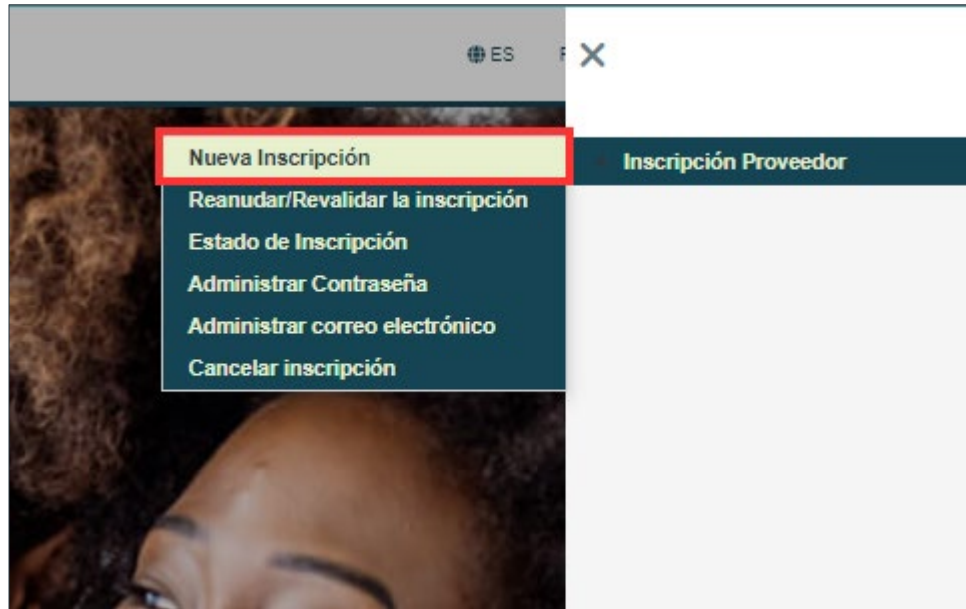 ES
Nueva Inscripción
Inscripción Proveedor
Reanudar/Revalidar la inscripción
Estado de Inscripción
Administrar Contraseña
Administrar correo electrónico
Cancelar inscripción